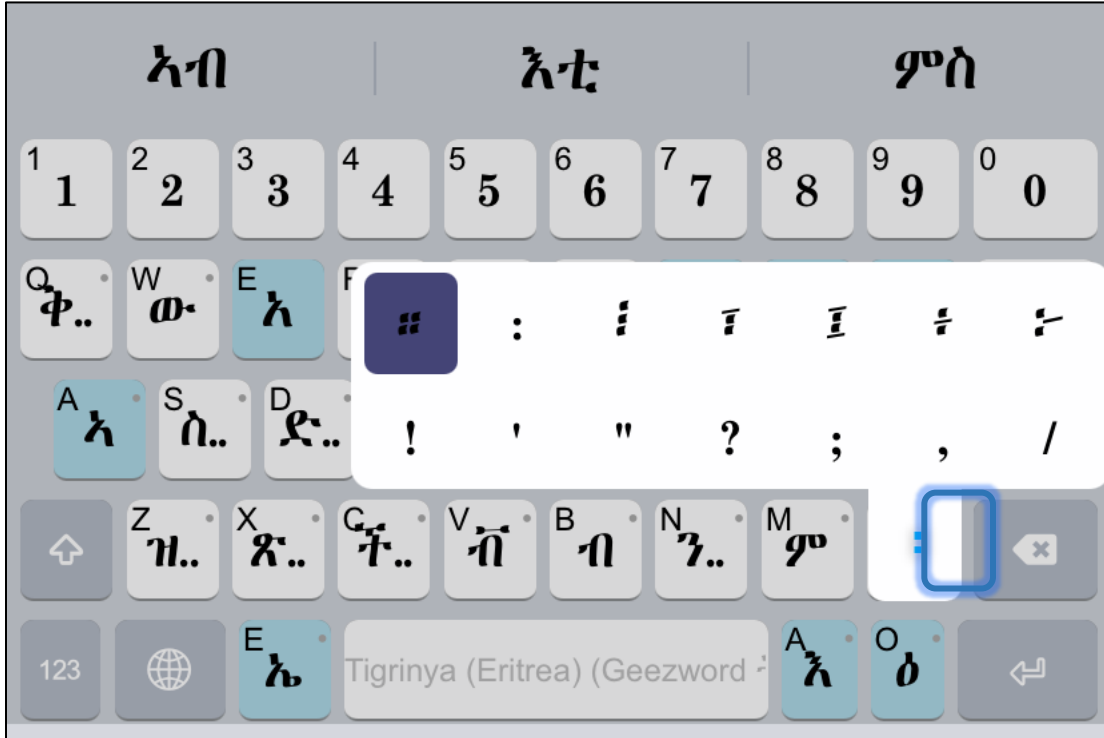 ኣብ እቲ ምስ
1 1 2 2 3 3 4 4 5 5 6 6 7 7 8 8 9 9 0 0
Q ቅ.. W ው E አ
። ፡ ፧ ፣ ፤ ÷ ፦
A ኣ S ስ.. D ድ..
! ' " ? ; , /
Z ዝ.. X ጽ.. C ች.. V ቭ B ብ N ን.. M ም
123 E ኤ Tigrinya (Eritrea) (Geezword A እ O ዕ